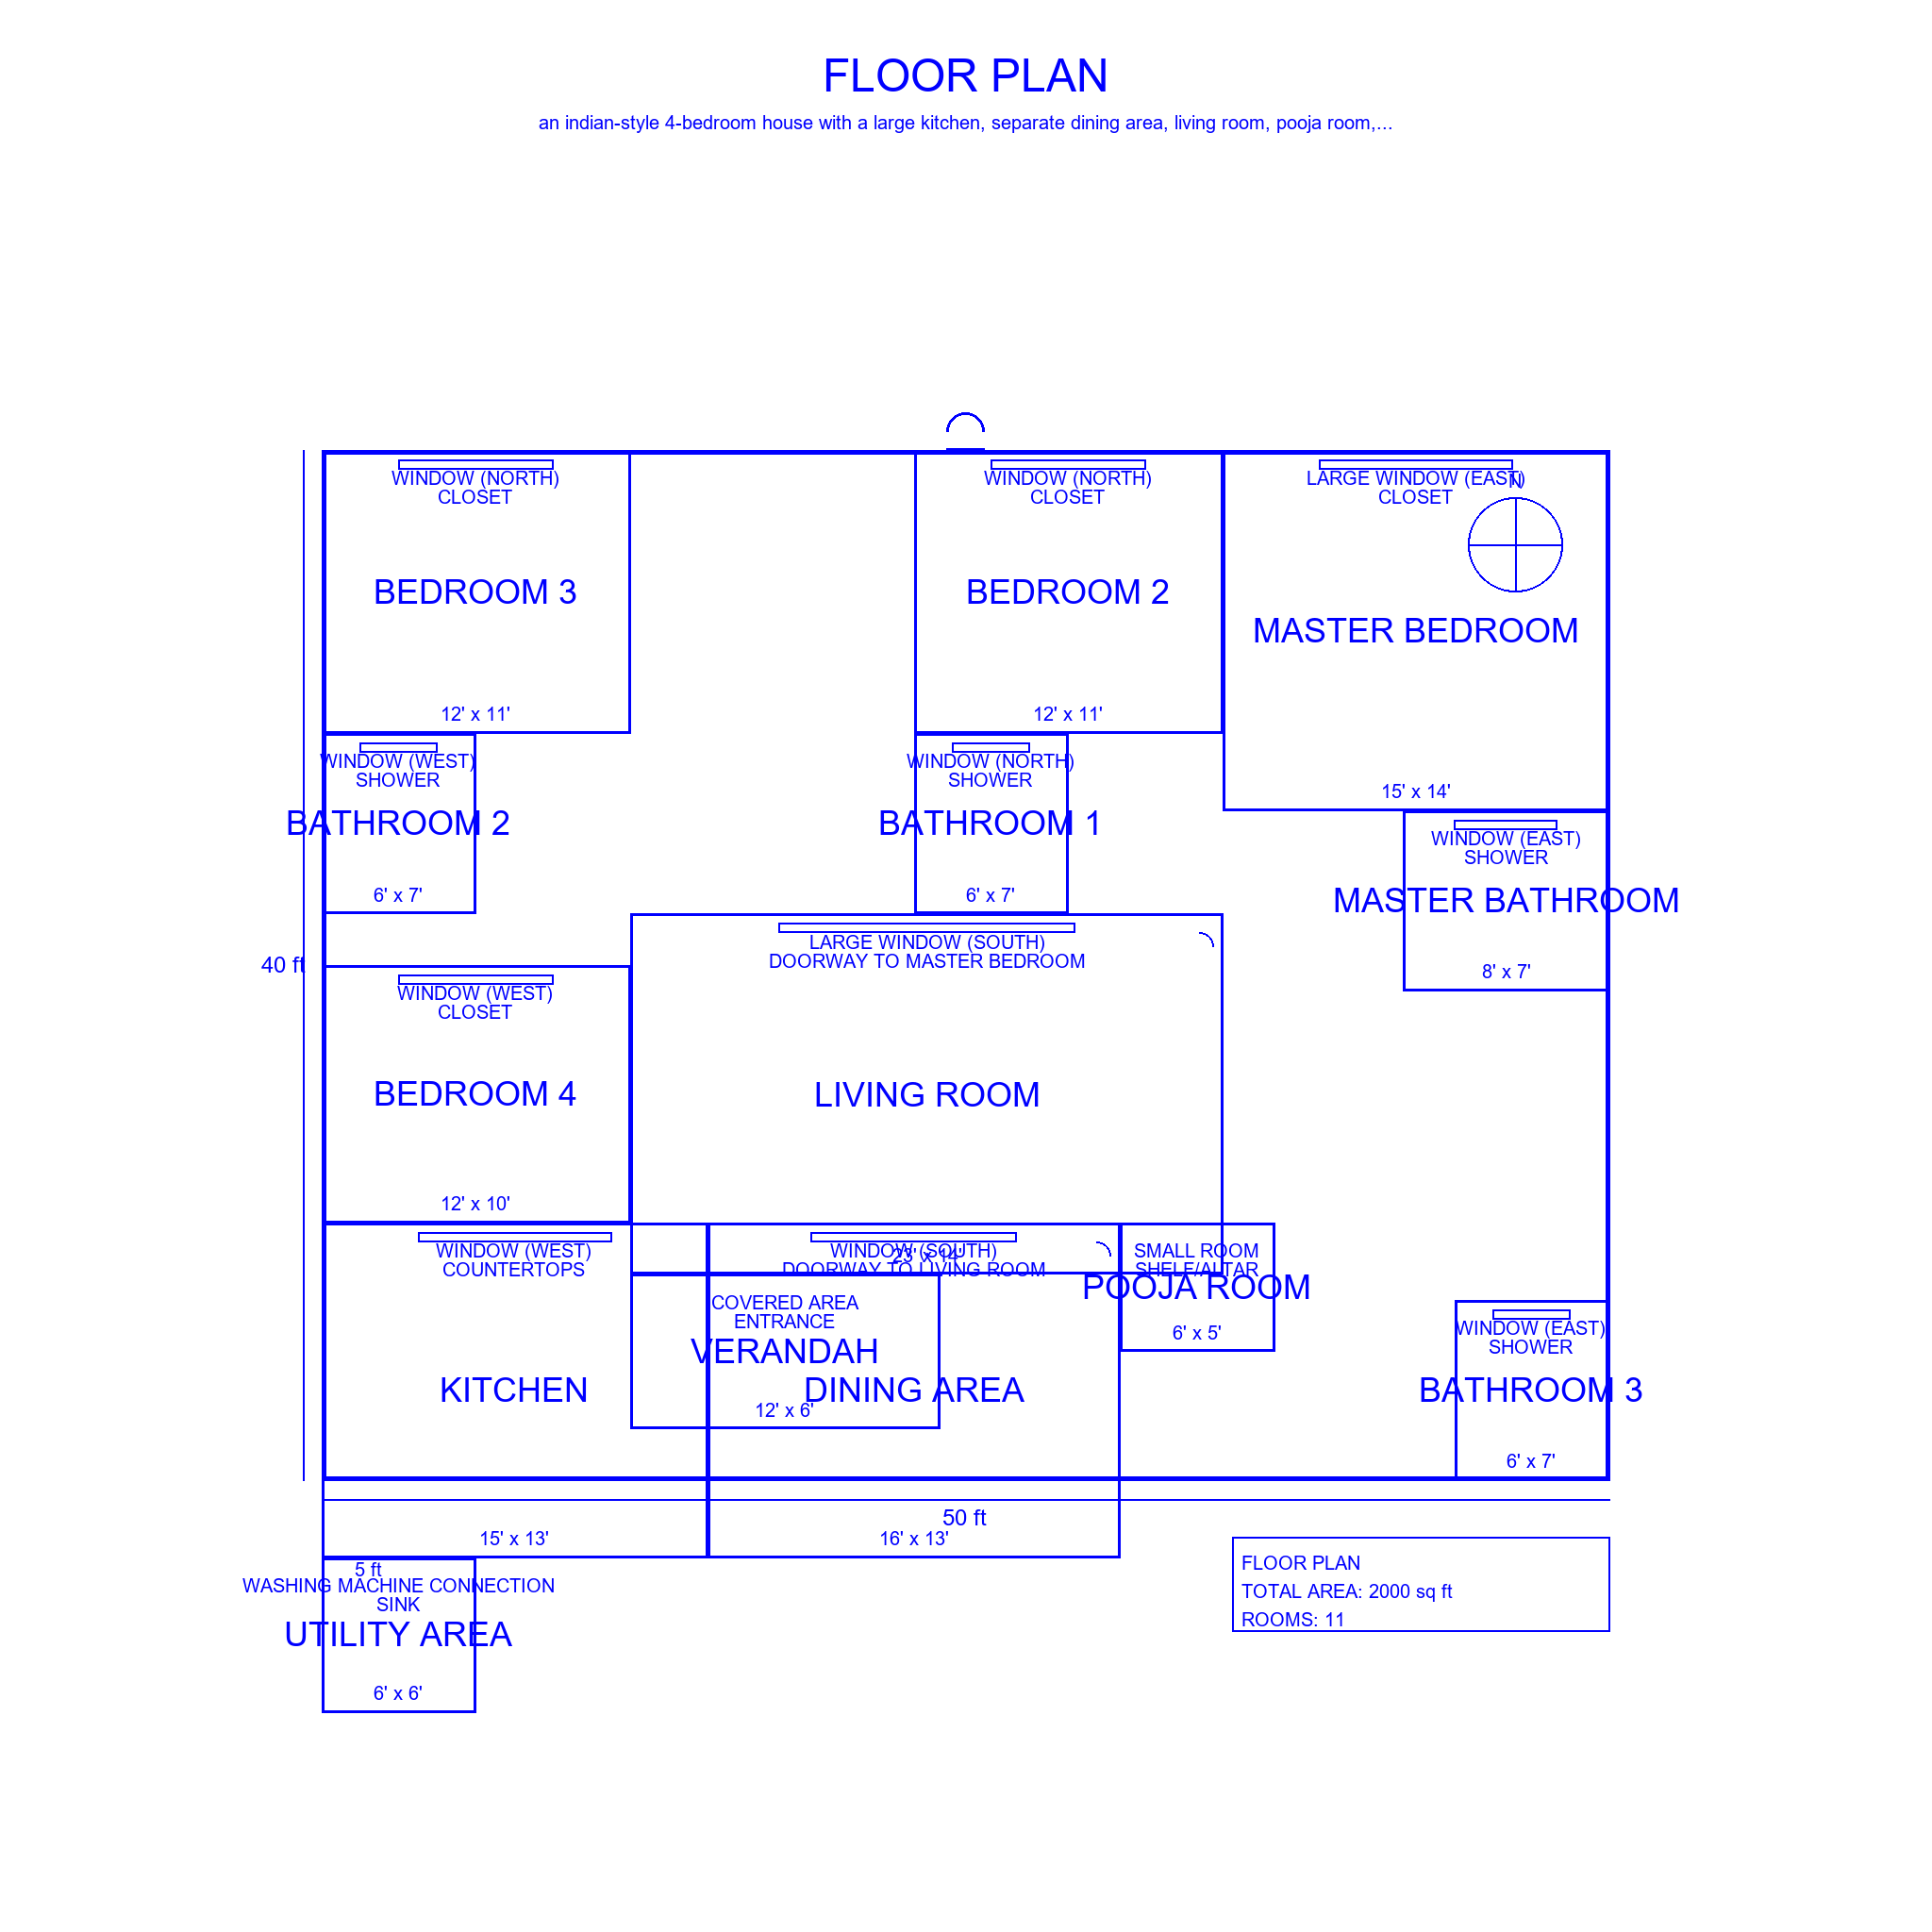 FLOOR PLAN
an indian-style 4-bedroom house with a large kitchen, separate dining area, living room, pooja room,...
WINDOW (NORTH)
CLOSET
BEDROOM 3
12' x 11'
WINDOW (NORTH)
CLOSET
BEDROOM 2
12' x 11'
LARGE WINDOW (EAST)
CLOSET
N
MASTER BEDROOM
15' x 14'
WINDOW (WEST)
SHOWER
BATHROOM 2
6' x 7'
WINDOW (NORTH)
SHOWER
BATHROOM 1
6' x 7'
WINDOW (EAST)
SHOWER
MASTER BATHROOM
8' x 7'
40 ft
WINDOW (WEST)
CLOSET
BEDROOM 4
12' x 10'
LARGE WINDOW (SOUTH)
DOORWAY TO MASTER BEDROOM
LIVING ROOM
23' x 14'
WINDOW (WEST)
COUNTERTOPS
KITCHEN
15' x 13'
WINDOW (SOUTH)
DOORWAY TO LIVING ROOM
DINING AREA
16' x 13'
COVERED AREA
ENTRANCE
VERANDAH
12' x 6'
SMALL ROOM
SHELF/ALTAR
POOJA ROOM
6' x 5'
WINDOW (EAST)
SHOWER
BATHROOM 3
6' x 7'
50 ft
5 ft
WASHING MACHINE CONNECTION
SINK
UTILITY AREA
6' x 6'
FLOOR PLAN
TOTAL AREA: 2000 sq ft
ROOMS: 11